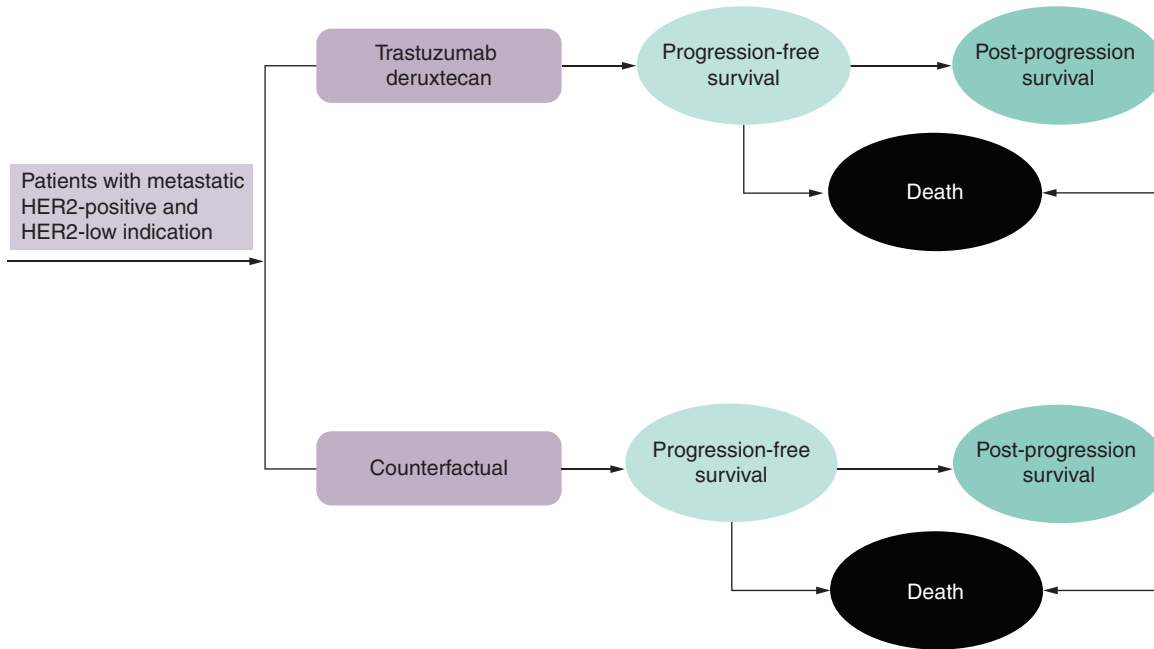 Trastuzumab
deruxtecan
Progression-free
survival
Post-progression
survival
Death
Patients with metastatic
HER2-positive and
HER2-low indication
Counterfactual
Progression-free
survival
Post-progression
survival
Death